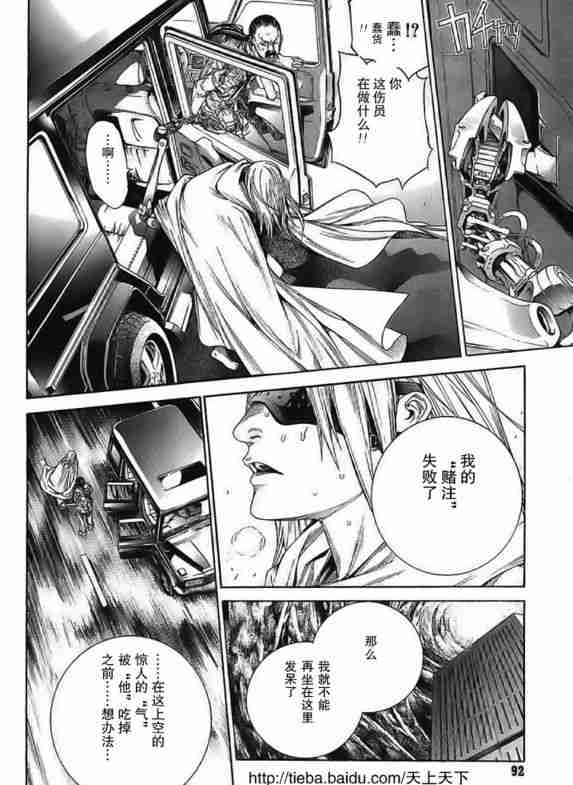 カチャリ
!?
蠢…
蠢货
你
这伤员
在做
什么!!
…啊…
我的
"赌注"
失败了
那么
我就不能
再坐在这里
发呆了
……在这上空的
惊人的"气"
被"他"吃掉
之前……想办法…
92
http://tieba.baidu.com/天上天下